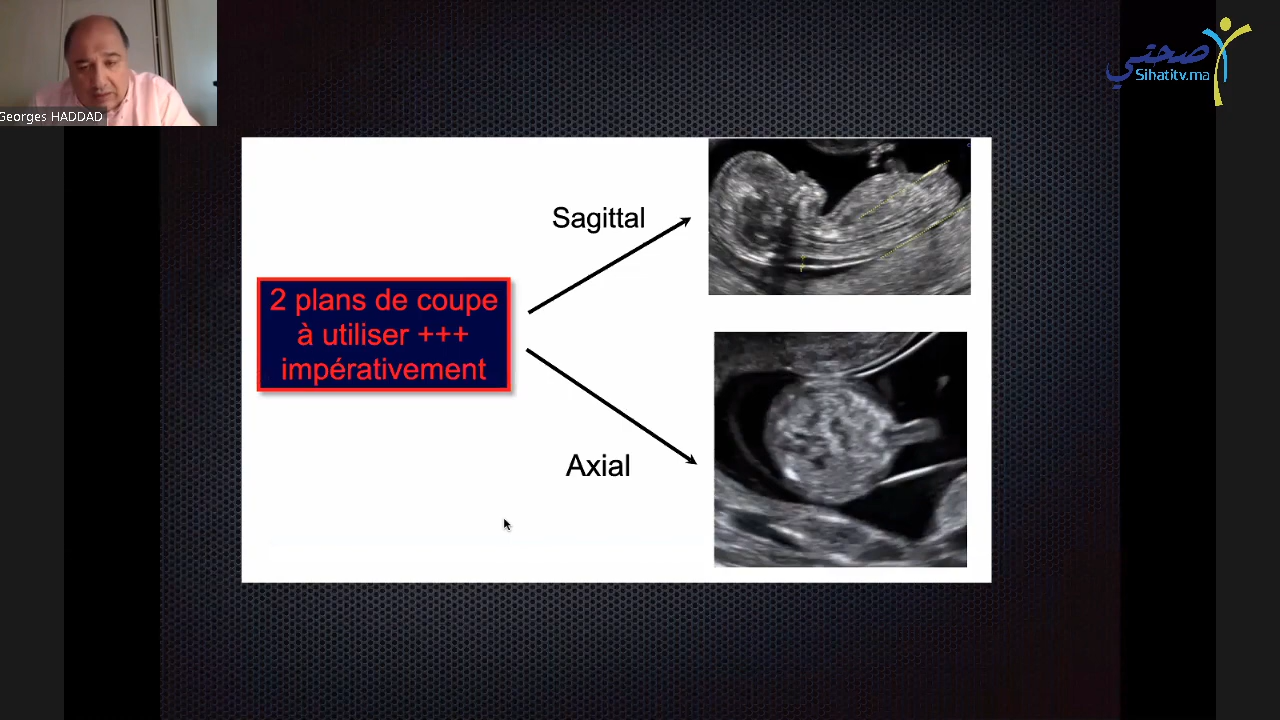 Georges HADDAD
صحتي
Sihatitv.ma
Sagittal
2 plans de coupe
à utiliser +++
impérativement
Axial